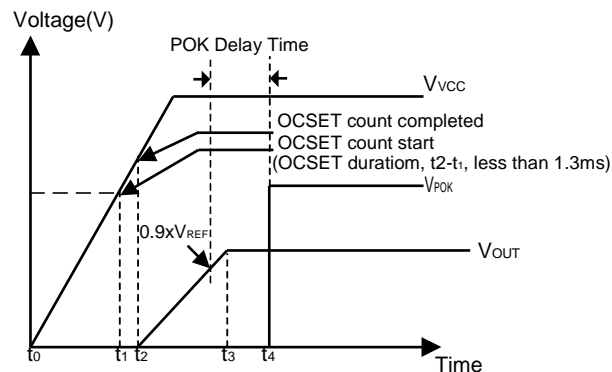 Voltage(V)
POK Delay Time
VVCC
OCSET count completed
OCSET count start
(OCSET duratiom, t2-t1, less than 1.3ms)
VPOK
0.9xVREF
VOUT
t0 t1 t2 t3 t4
Time